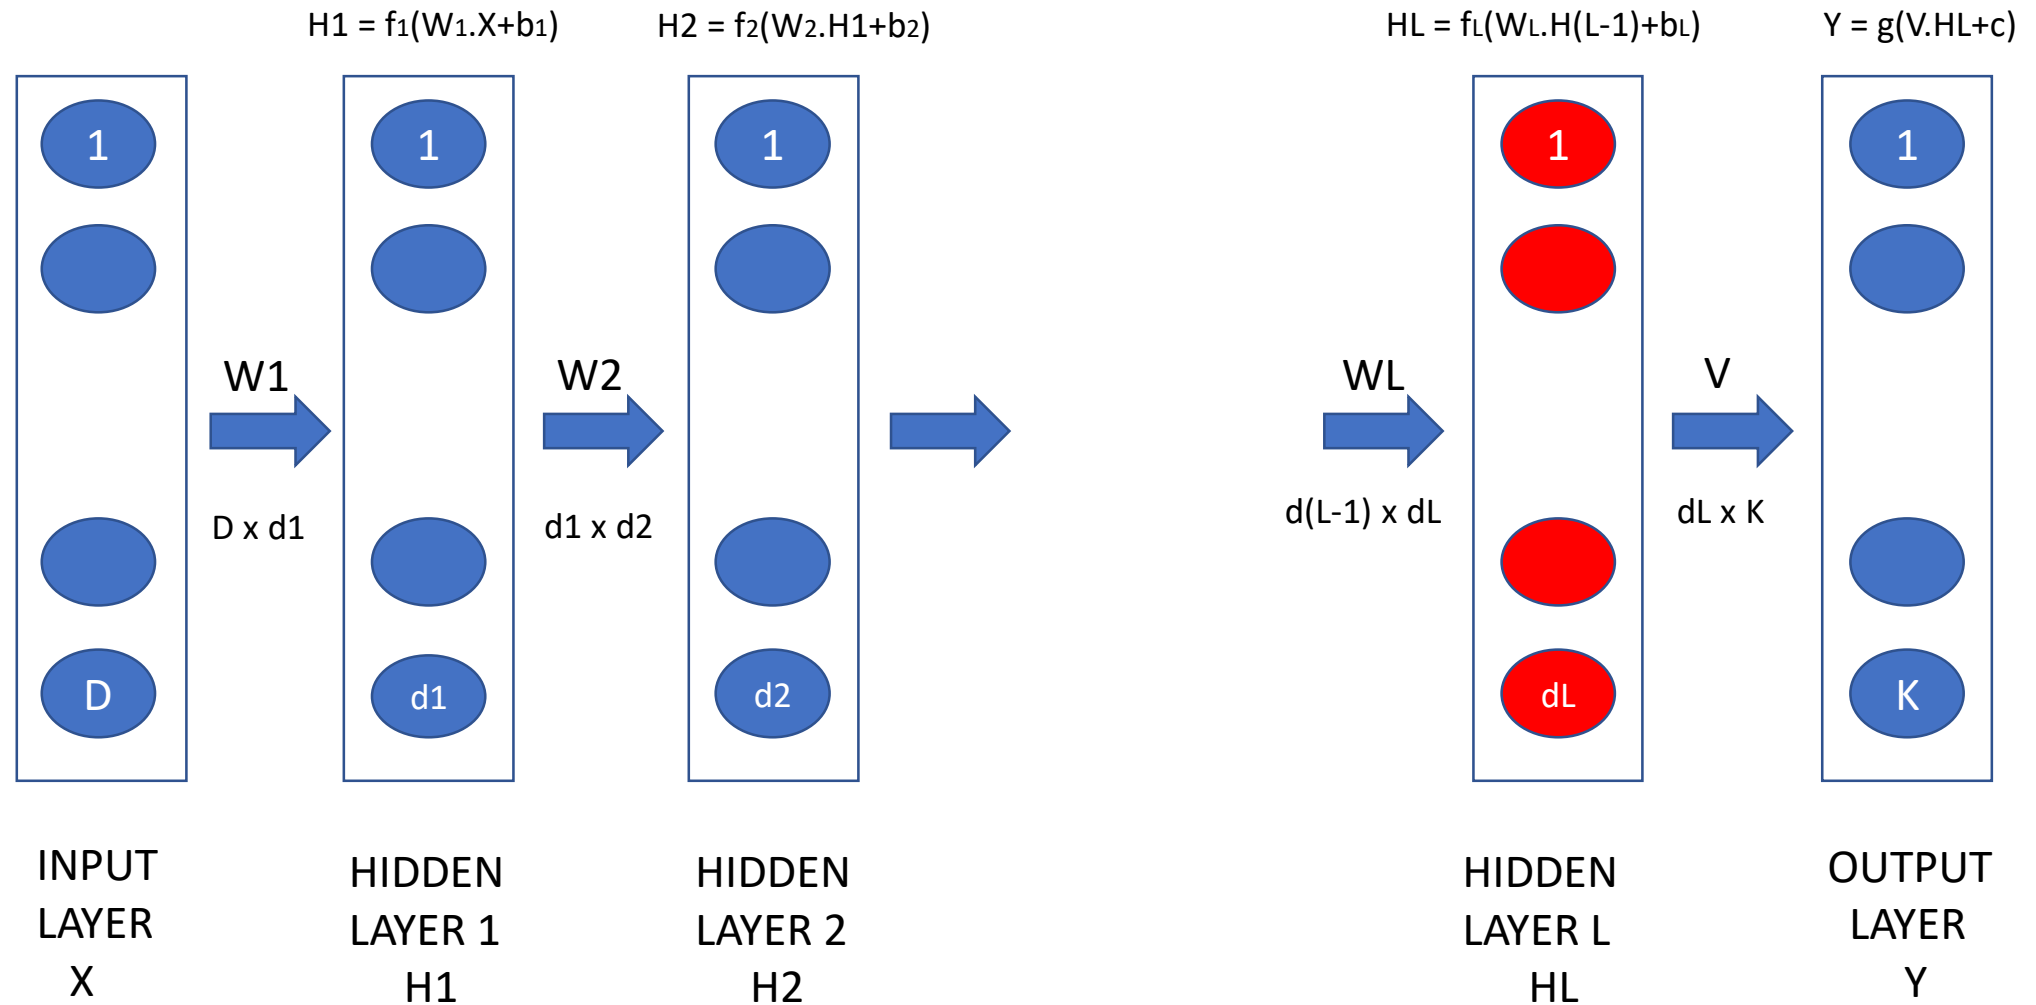 H1 = f1(W1.X+b1)
H2 = f2(W2.H1+b2)
HL = fL(WL.H(L-1)+bL)
Y = g(V.HL+c)
1
1
1
1
1
W1
W2
WL
V
D x d1
d1 x d2
d(L-1) x dL
dL x K
D
d1
d2
dL
K
INPUT
LAYER
X
HIDDEN
LAYER 1
H1
HIDDEN
LAYER 2
H2
HIDDEN
LAYER L
HL
OUTPUT
LAYER
Y